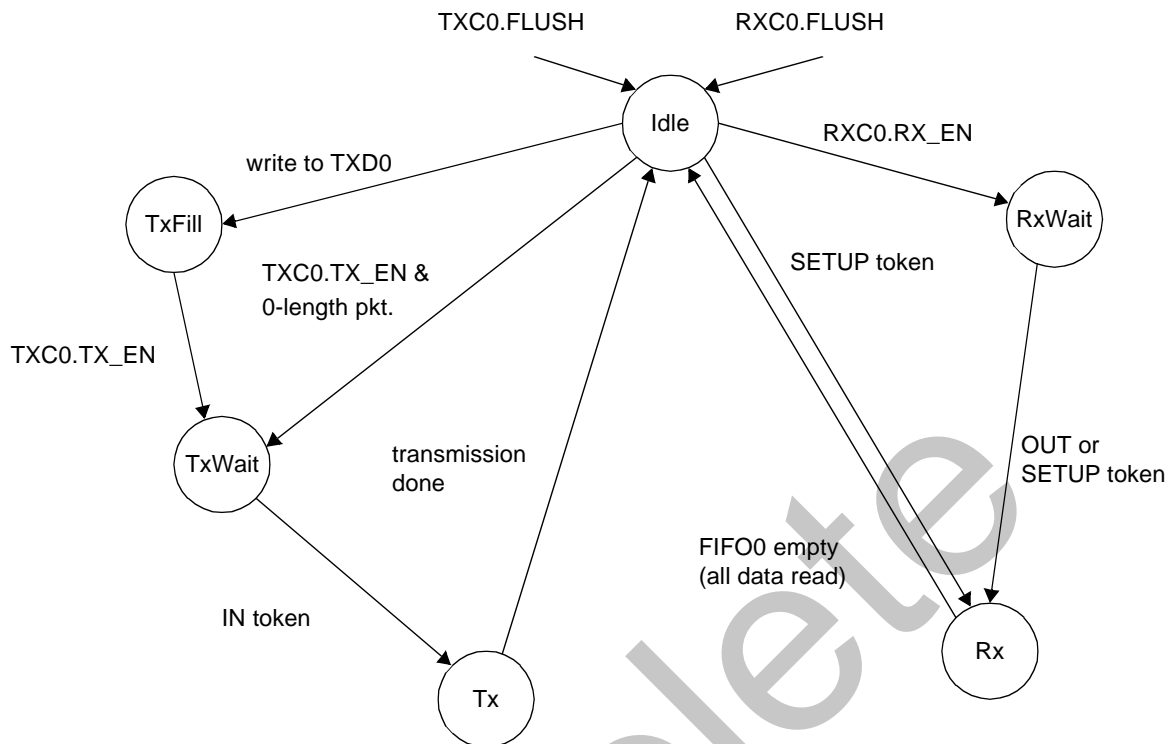 TXC0.FLUSH
RXC0.FLUSH
Idle
RXC0.RX_EN
write to TXD0
TxFill
RxWait
SETUP token
TXC0.TX_EN &
0-length pkt.
TXC0.TX_EN
TxWait
transmission
done
OUT or
SETUP token
FIFO0 empty
(all data read)
IN token
Rx
Tx